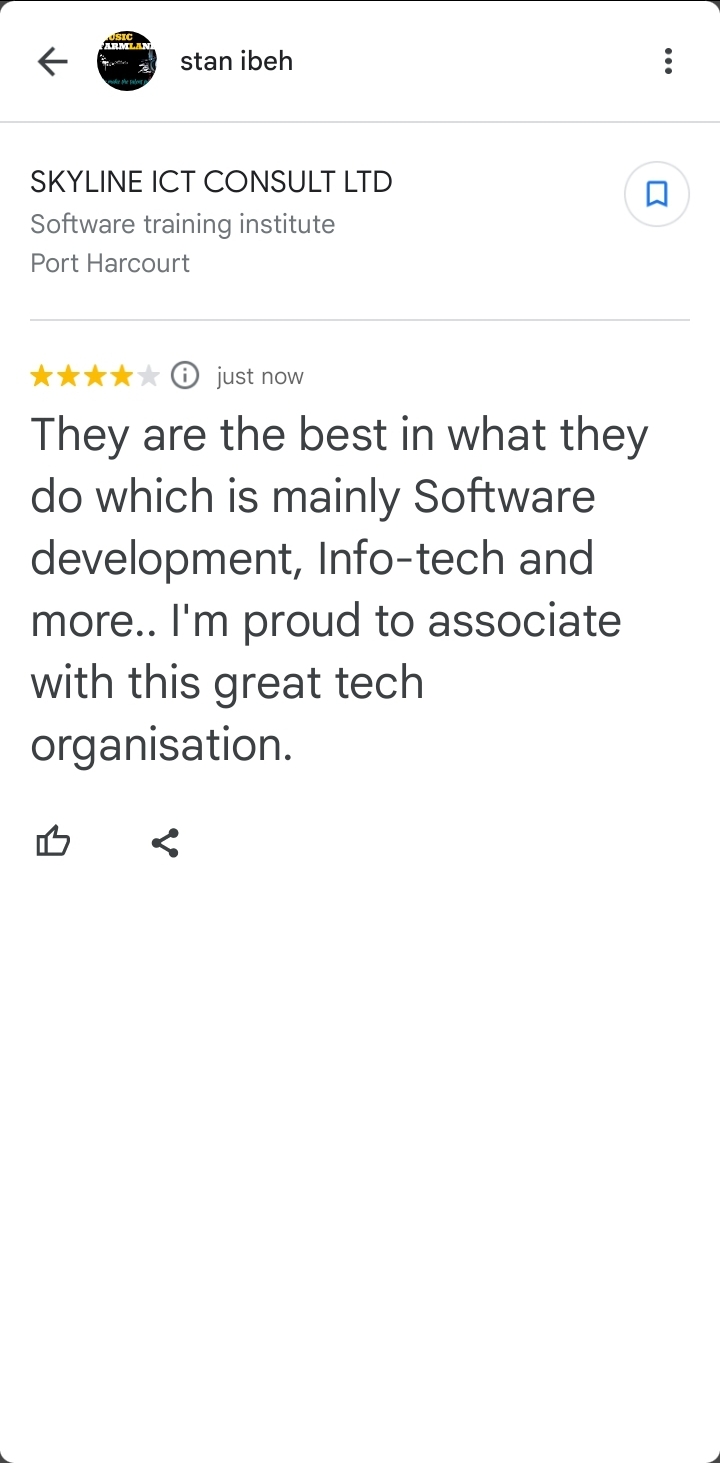 stan ibeh
SKYLINE ICT CONSULT LTD
Software training institute
Port Harcourt
just now
They are the best in what they
do which is mainly Software
development, Info-tech and
more.. I'm proud to associate
with this great tech
organisation.